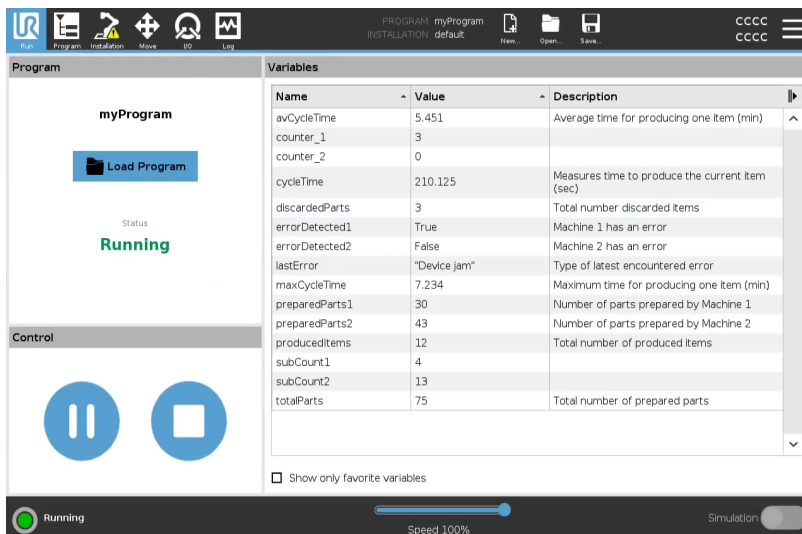 UR
Run
Program
Installation
Move
I/O
Log
PROGRAM myProgram
INSTALLATION default
New...
Open...
Save...
cccc
cccc
Program
myProgram
Load Program
Status
Running
Control
Variables
Name Value Description
avCycleTime 5.451 Average time for producing one item (min)
counter_1 3
counter_2 0
cycleTime 210.125 Measures time to produce the current item
(sec)
discardedParts 3 Total number discarded items
errorDetected1 True Machine 1 has an error
errorDetected2 False Machine 2 has an error
lastError "Device jam" Type of latest encountered error
maxCycleTime 7.234 Maximum time for producing one item (min)
preparedParts1 30 Number of parts prepared by Machine 1
preparedParts2 43 Number of parts prepared by Machine 2
producedItems 12 Total number of produced items
subCount1 4
subCount2 13
totalParts 75 Total number of prepared parts
Show only favorite variables
Running
Speed 100%
Simulation